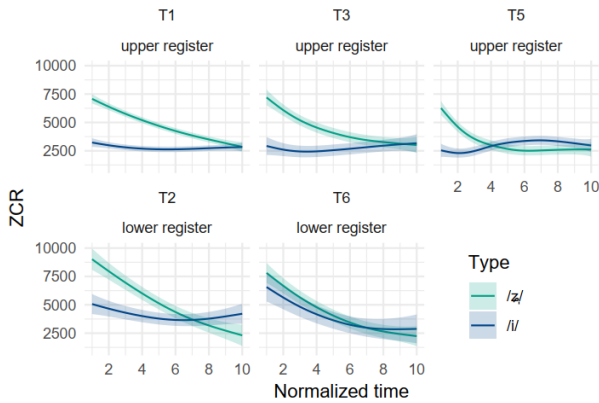 T1 T3 T5
upper register upper register upper register
10000
7500
5000
2500
2 4 6 8 10
ZCR
T2 T6
lower register lower register
10000
7500
5000
2500
2 4 6 8 10 2 4 6 8 10
Normalized time
Type
/ʐ̩/
/i/